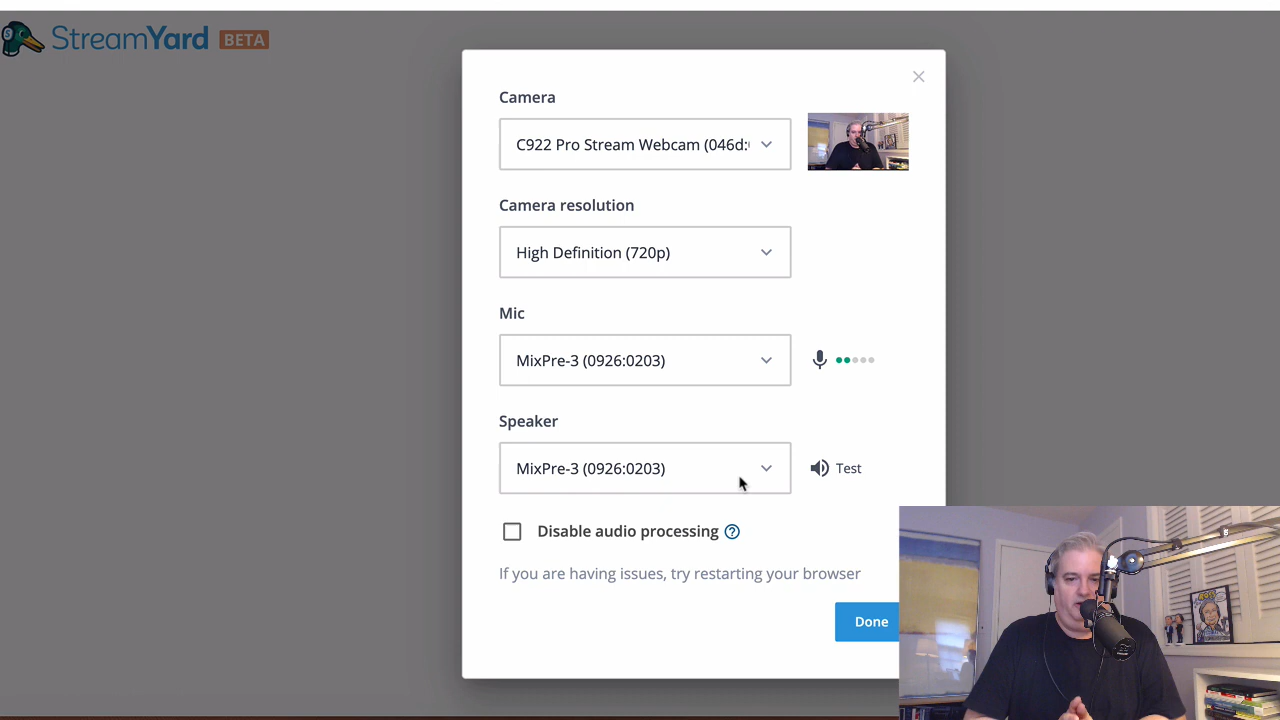 StreamYard BETA
Camera
C922 Pro Stream Webcam (046d:
Camera resolution
High Definition (720p)
Mic
MixPre-3 (0926:0203)
Speaker
MixPre-3 (0926:0203)
Test
Disable audio processing
If you are having issues, try restarting your browser
Done